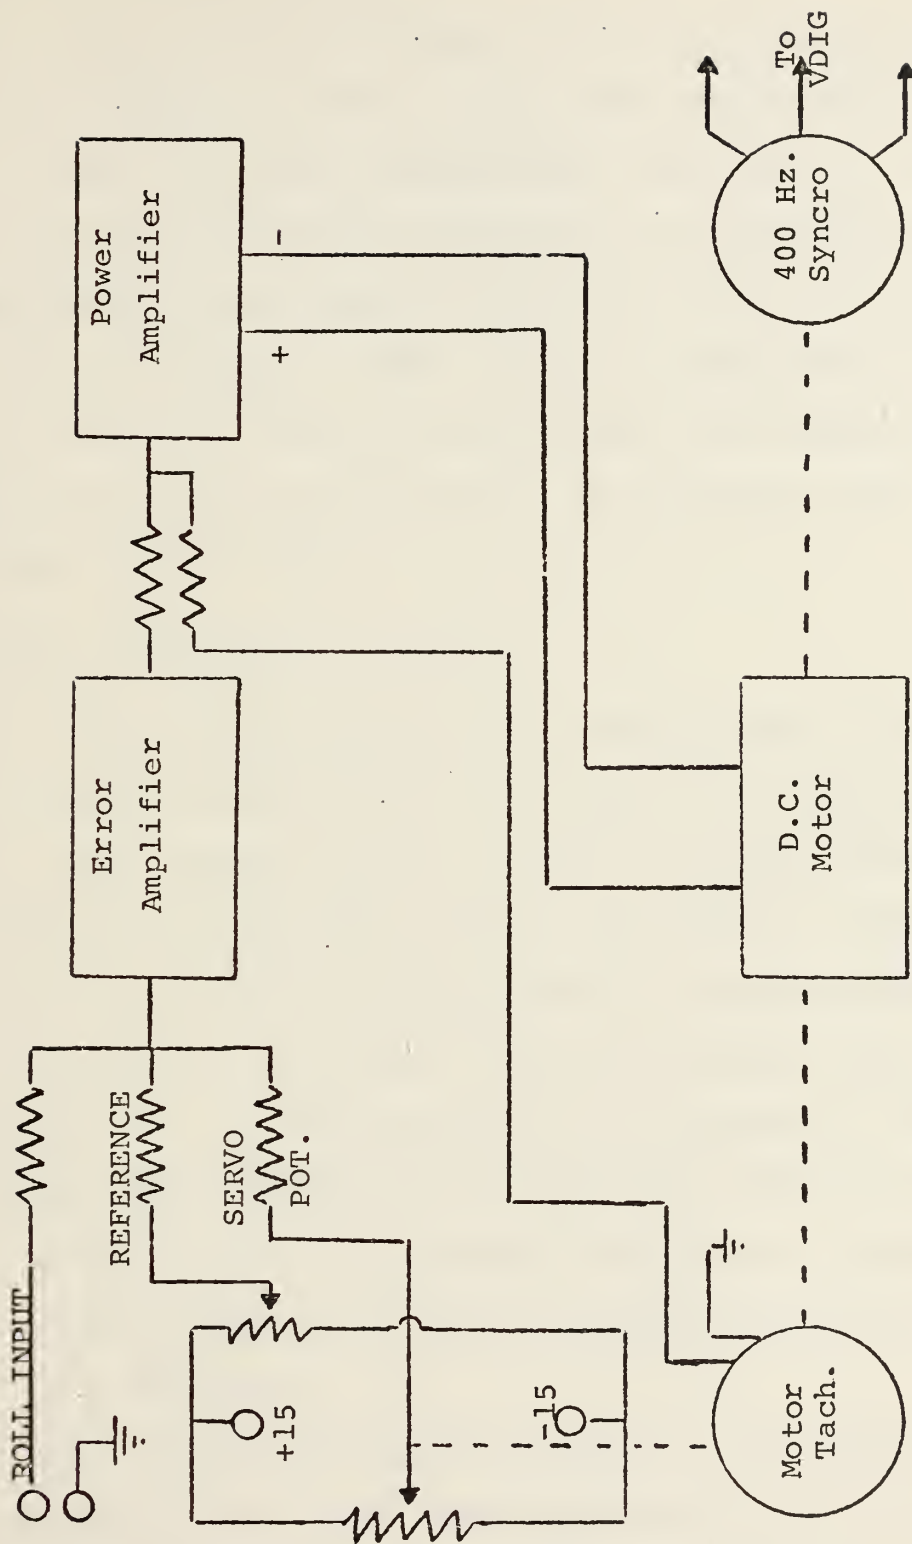 ROLL INPUT
REFERENCE
SERVO
POT.
+15
-15
Error
Amplifier
Power
Amplifier
+
-
Motor
Tach.
D.C.
Motor
400 Hz.
Syncro
To
VDIG